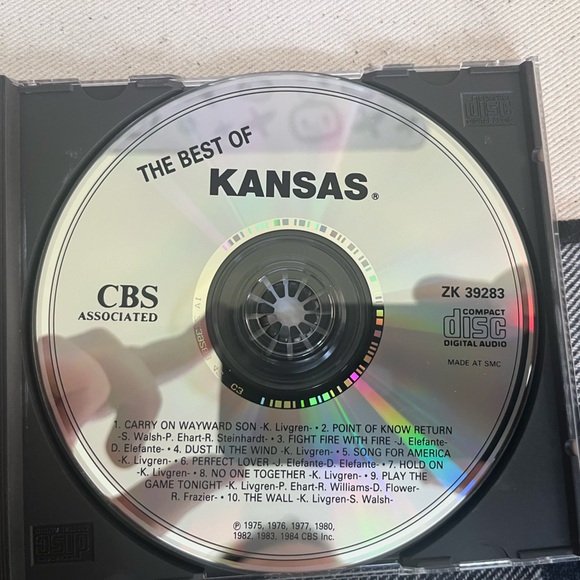 THE BEST OF
KANSAS®
CBS
ASSOCIATED
ZK 39283
COMPACT
disc
DIGITAL AUDIO
MADE AT SMC
1. CARRY ON WAYWARD SON -K. Livgren- • 2. POINT OF KNOW RETURN
-S. Walsh-P. Ehart-R. Steinhardt- • 3. FIGHT FIRE WITH FIRE -J. Elefante-
D. Elefante- • 4. DUST IN THE WIND -K. Livgren- • 5. SONG FOR AMERICA
-K. Livgren- • 6. PERFECT LOVER -J. Elefante-D. Elefante- • 7. HOLD ON
-K. Livgren- • 8. NO ONE TOGETHER -K. Livgren- • 9. PLAY THE
GAME TONIGHT -K. Livgren-P. Ehart-R. Williams-D. Flower-
R. Frazier- • 10. THE WALL -K. Livgren-S. Walsh-
℗ 1975, 1976, 1977, 1980,
1982, 1983, 1984 CBS Inc.